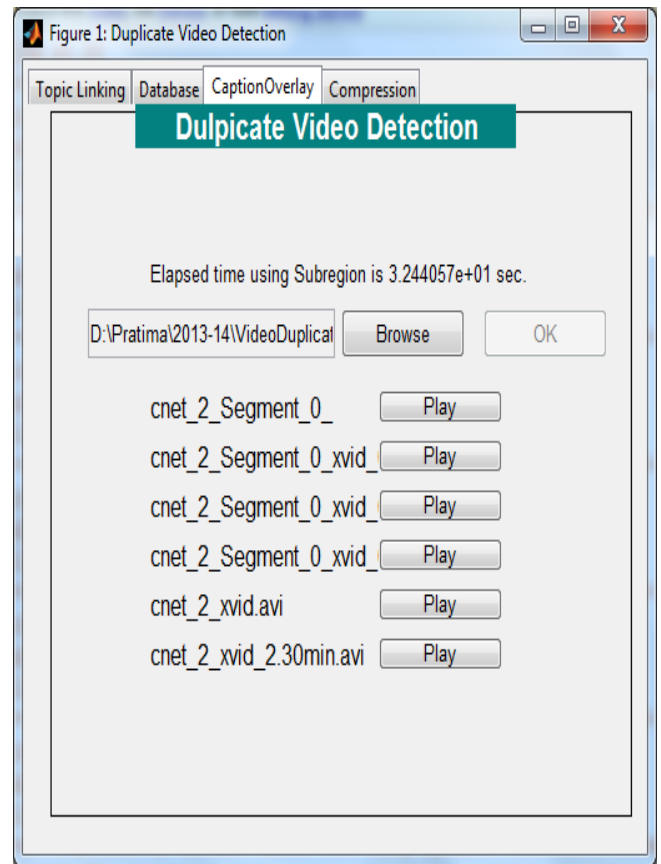 Figure 1: Duplicate Video Detection
Topic Linking Database CaptionOverlay Compression
Dulpicate Video Detection
Elapsed time using Subregion is 3.244057e+01 sec.
D:\Pratima\2013-14\VideoDuplicat Browse OK
cnet_2_Segment_0_ Play
cnet_2_Segment_0_xvid_ Play
cnet_2_Segment_0_xvid_ Play
cnet_2_Segment_0_xvid_ Play
cnet_2_xvid.avi Play
cnet_2_xvid_2.30min.avi Play